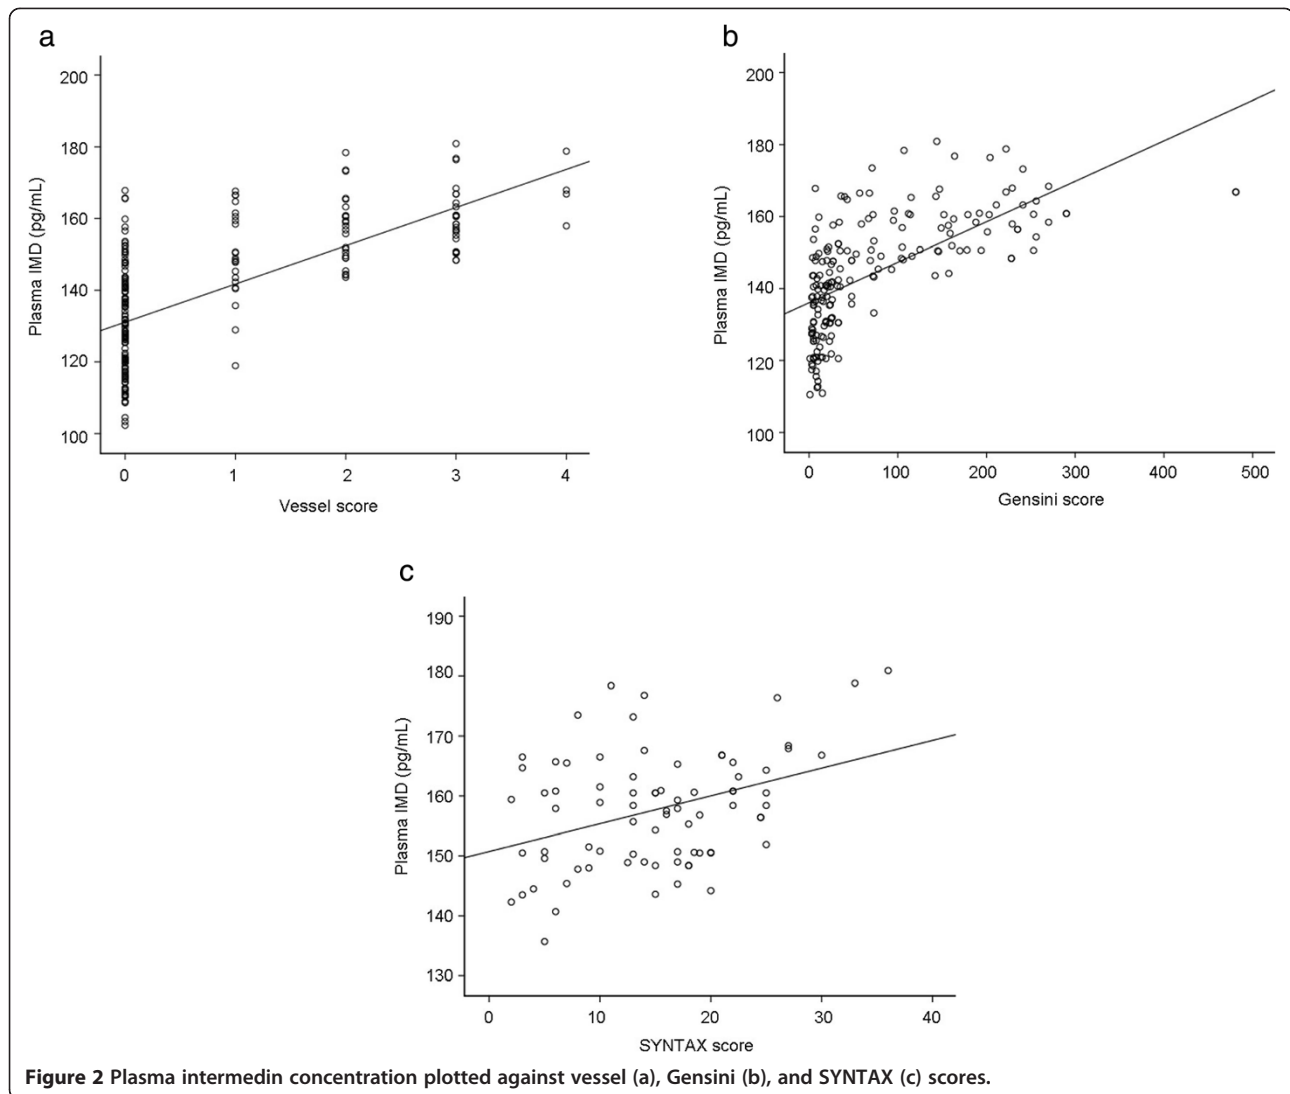 a
200
180
160
140
120
100
Plasma IMD (pg/mL)
0 1 2 3 4
Vessel score
b
200
180
160
140
120
100
Plasma IMD (pg/mL)
0 100 200 300 400 500
Gensini score
c
190
180
170
160
150
140
130
Plasma IMD (pg/mL)
0 10 20 30 40
SYNTAX score
Figure 2 Plasma intermedin concentration plotted against vessel (a), Gensini (b), and SYNTAX (c) scores.